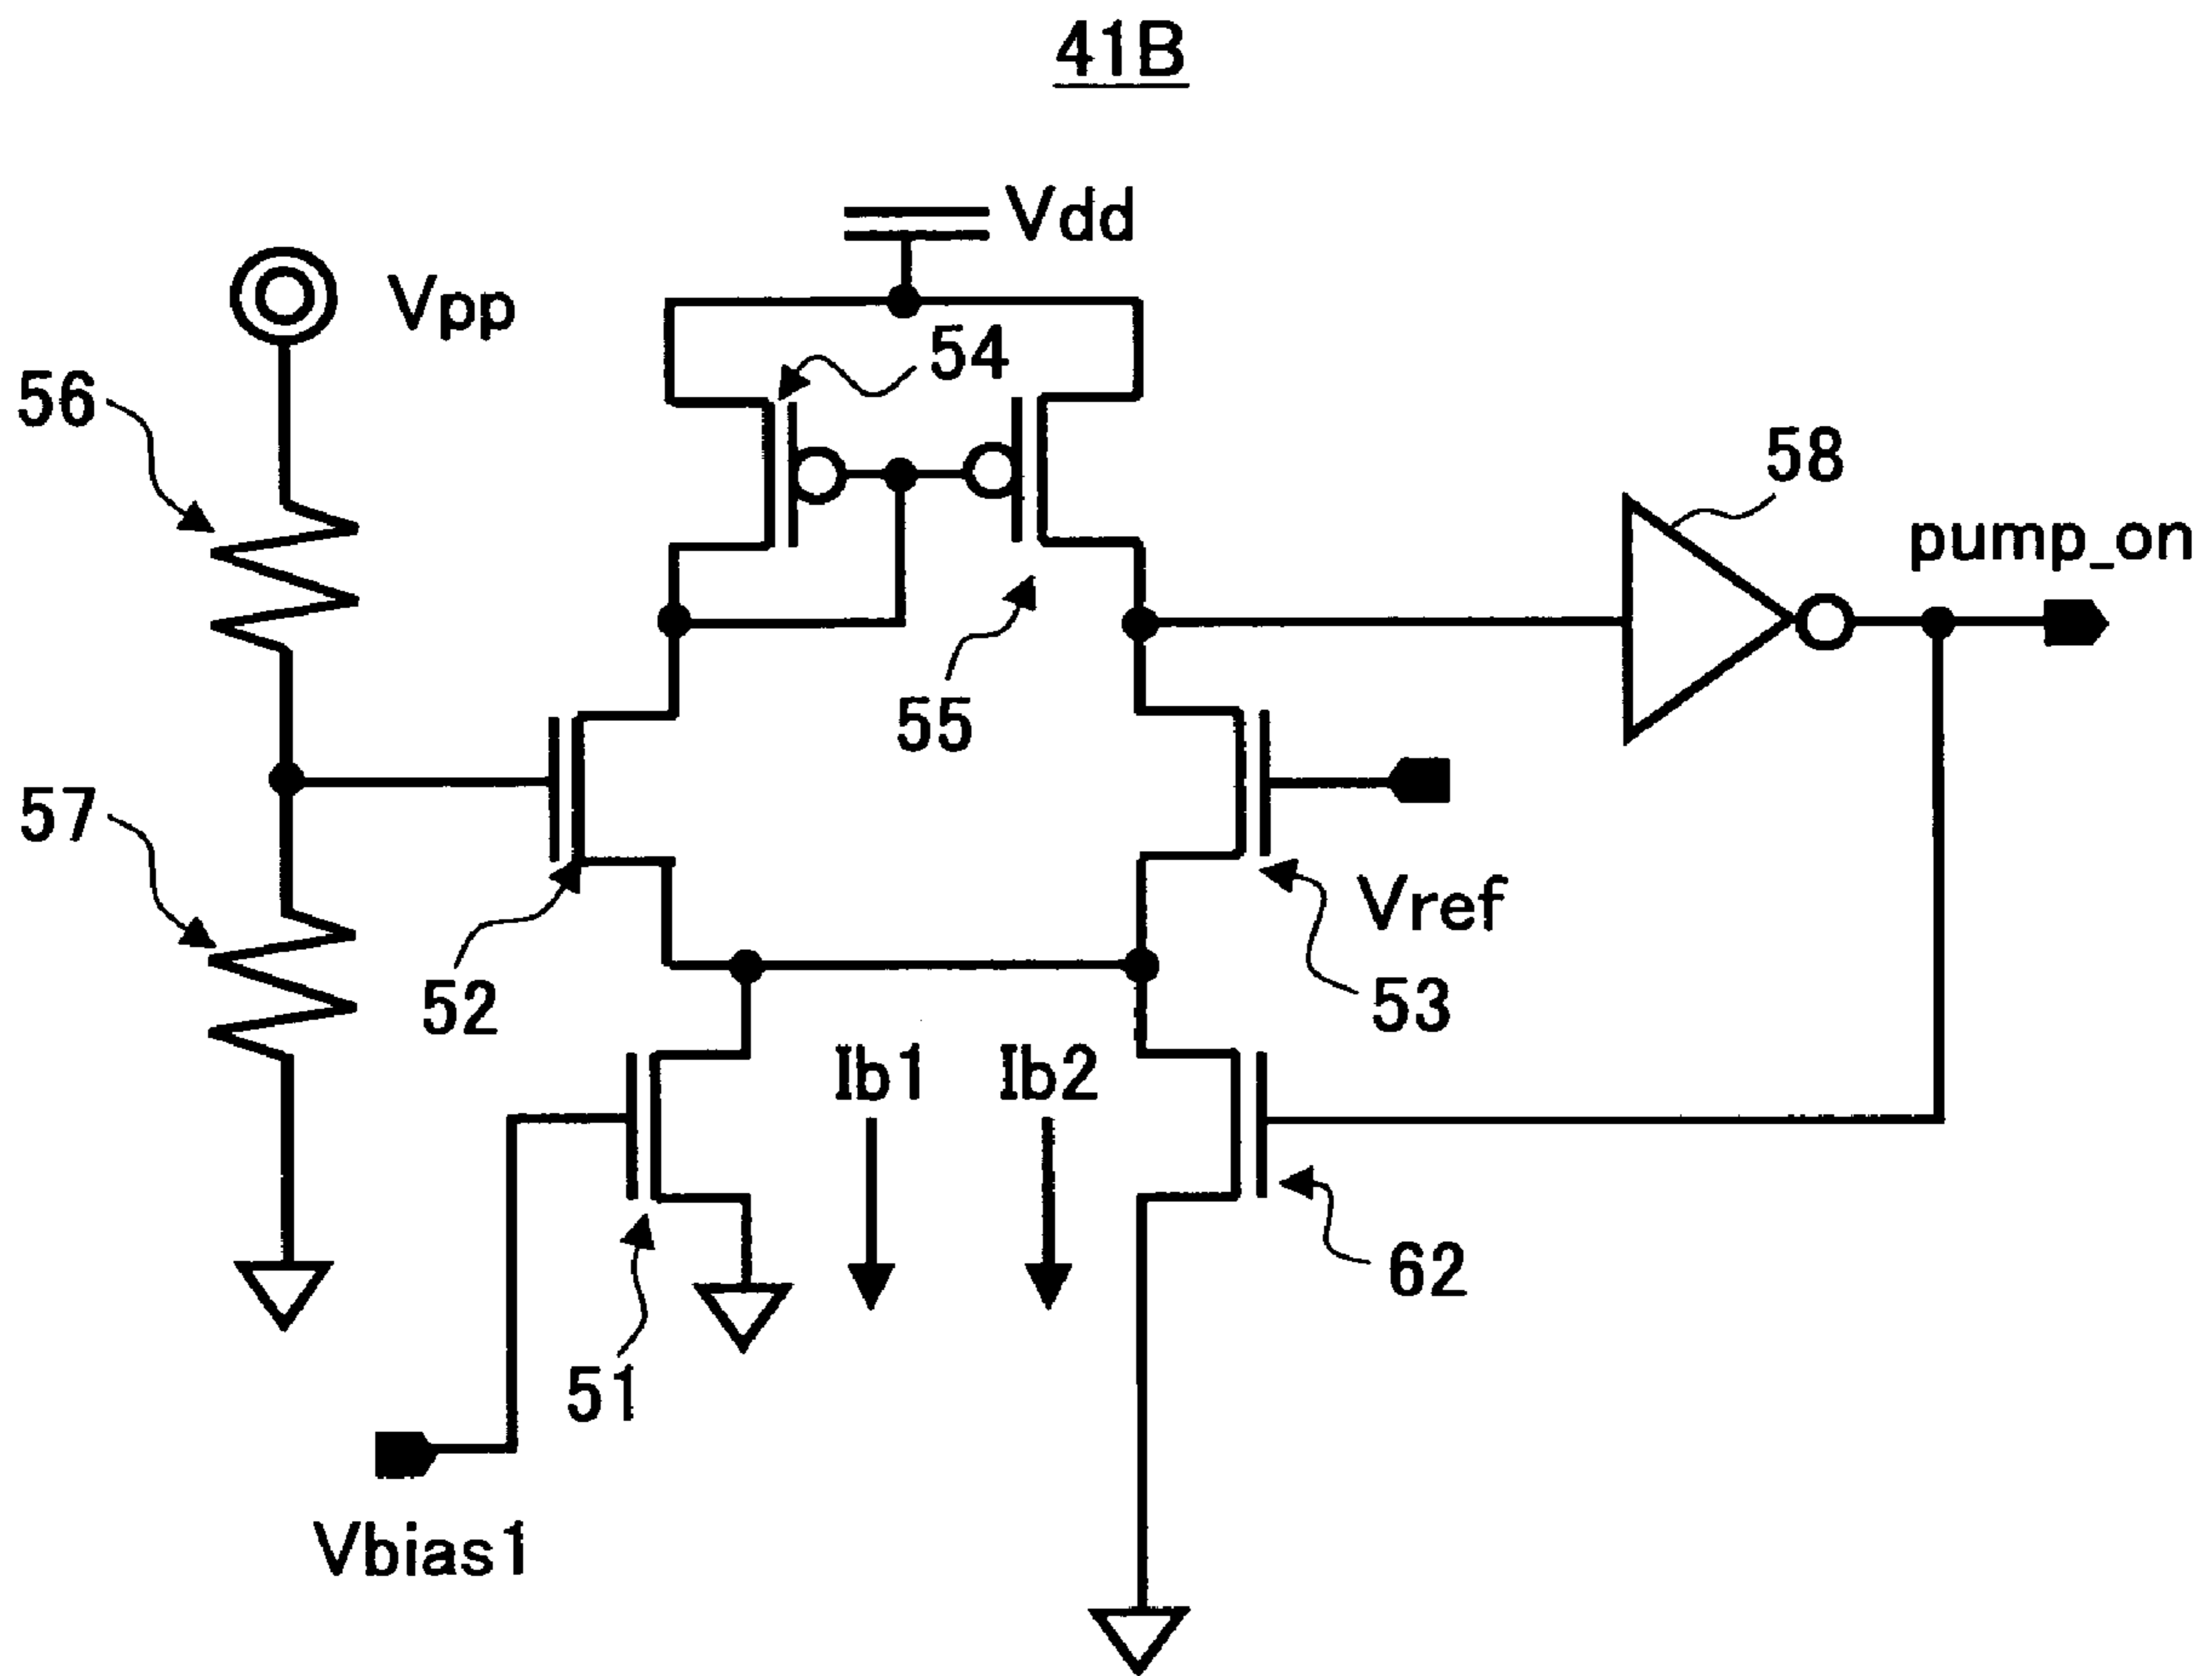 41B
Vdd
Vpp
54
56
58
pump_on
55
57
Vref
52
53
Ib1
Ib2
62
51
Vbias1